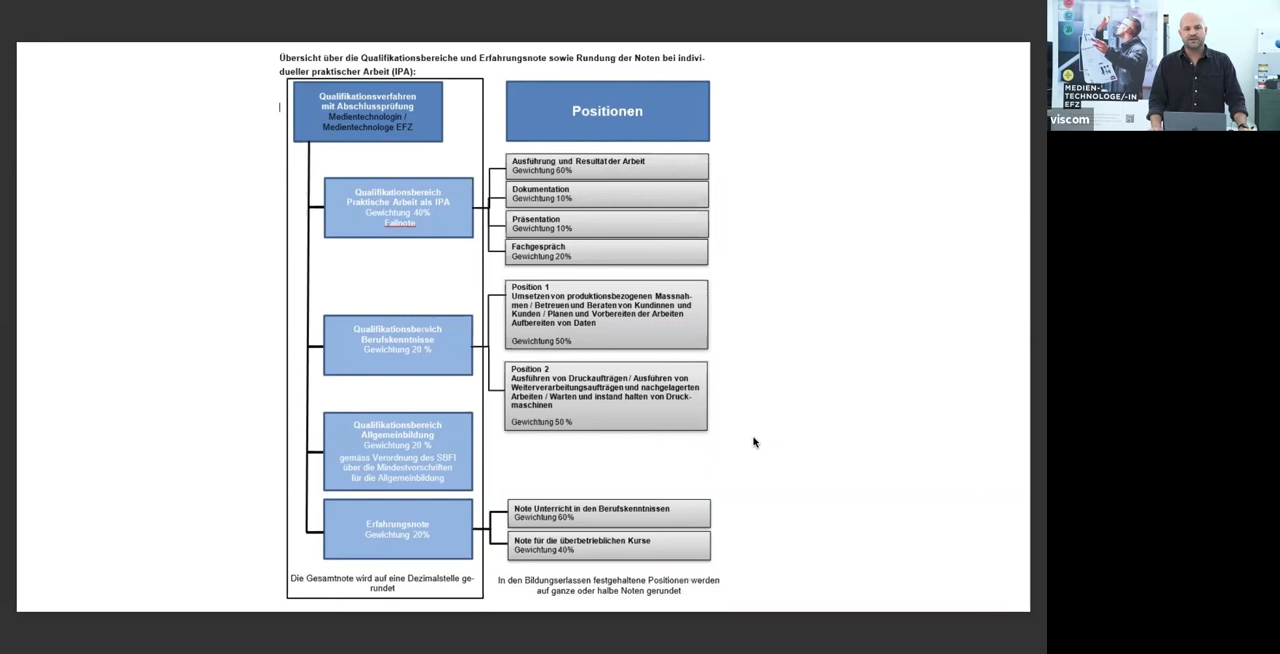 Übersicht über die Qualifikationsbereiche und Erfahrungsnote sowie Rundung der Noten bei indivi-
dueller praktischer Arbeit (IPA):
Qualifikationsverfahren
mit Abschlussprüfung
Medientechnologin /
Medientechnologe EFZ
Positionen
Qualifikationsbereich
Praktische Arbeit als IPA
Gewichtung 40%
Fallnote
Ausführung und Resultat der Arbeit
Gewichtung 60%
Dokumentation
Gewichtung 10%
Präsentation
Gewichtung 10%
Fachgespräch
Gewichtung 20%
Qualifikationsbereich
Berufskenntnisse
Gewichtung 20 %
Position 1
Umsetzen von produktionsbezogenen Massnah-
men / Betreuen und Beraten von Kundinnen und
Kunden / Planen und Vorbereiten der Arbeiten
Aufbereiten von Daten
Gewichtung 50%
Position 2
Ausführen von Druckaufträgen / Ausführen von
Weiterverarbeitungsaufträgen und nachgelagerten
Arbeiten / Warten und instand halten von Druck-
maschinen
Gewichtung 50 %
Qualifikationsbereich
Allgemeinbildung
Gewichtung 20 %
gemäss Verordnung des SBFI
über die Mindestvorschriften
für die Allgemeinbildung
Erfahrungsnote
Gewichtung 20%
Note Unterricht in den Berufskenntnissen
Gewichtung 60%
Note für die überbetrieblichen Kurse
Gewichtung 40%
Die Gesamtnote wird auf eine Dezimalstelle ge-
rundet
In den Bildungserlassen festgehaltene Positionen werden
auf ganze oder halbe Noten gerundet
MEDIEN-
TECHNOLOGE/-IN
EFZ
viscom